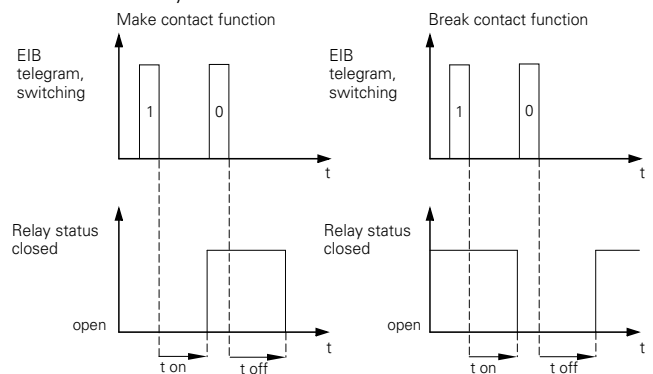 Make contact function
EIB
telegram,
switching
1
0
t
Relay status
closed
open
t
t on
t off
Break contact function
EIB
telegram,
switching
1
0
t
Relay status
closed
open
t
t on
t off